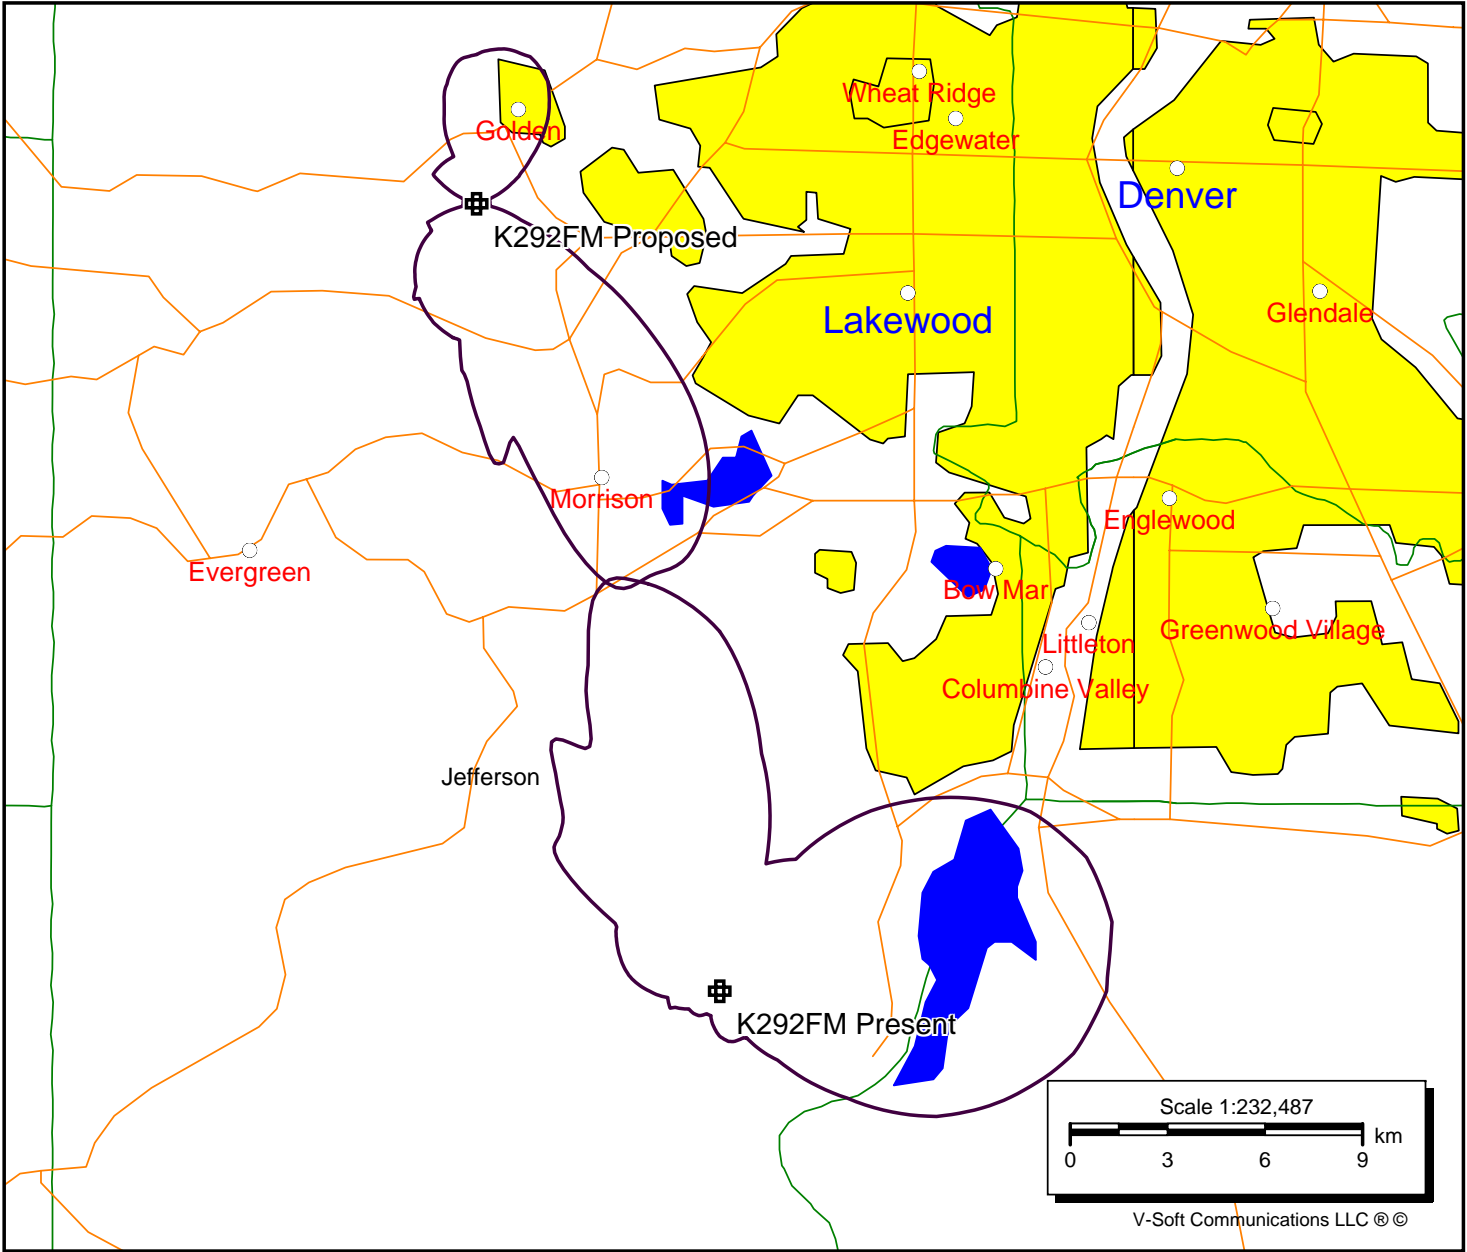 Wheat Ridge
Golden
Edgewater
Denver
K292FM Proposed
Glendale
Lakewood
Morrison
Englewood
Evergreen
Bow Mar
Greenwood Village
Littleton
Columbine Valley
Jefferson
K292FM Present
Scale 1:232,487
km
0 3 6 9
V-Soft Communications LLC ® ©